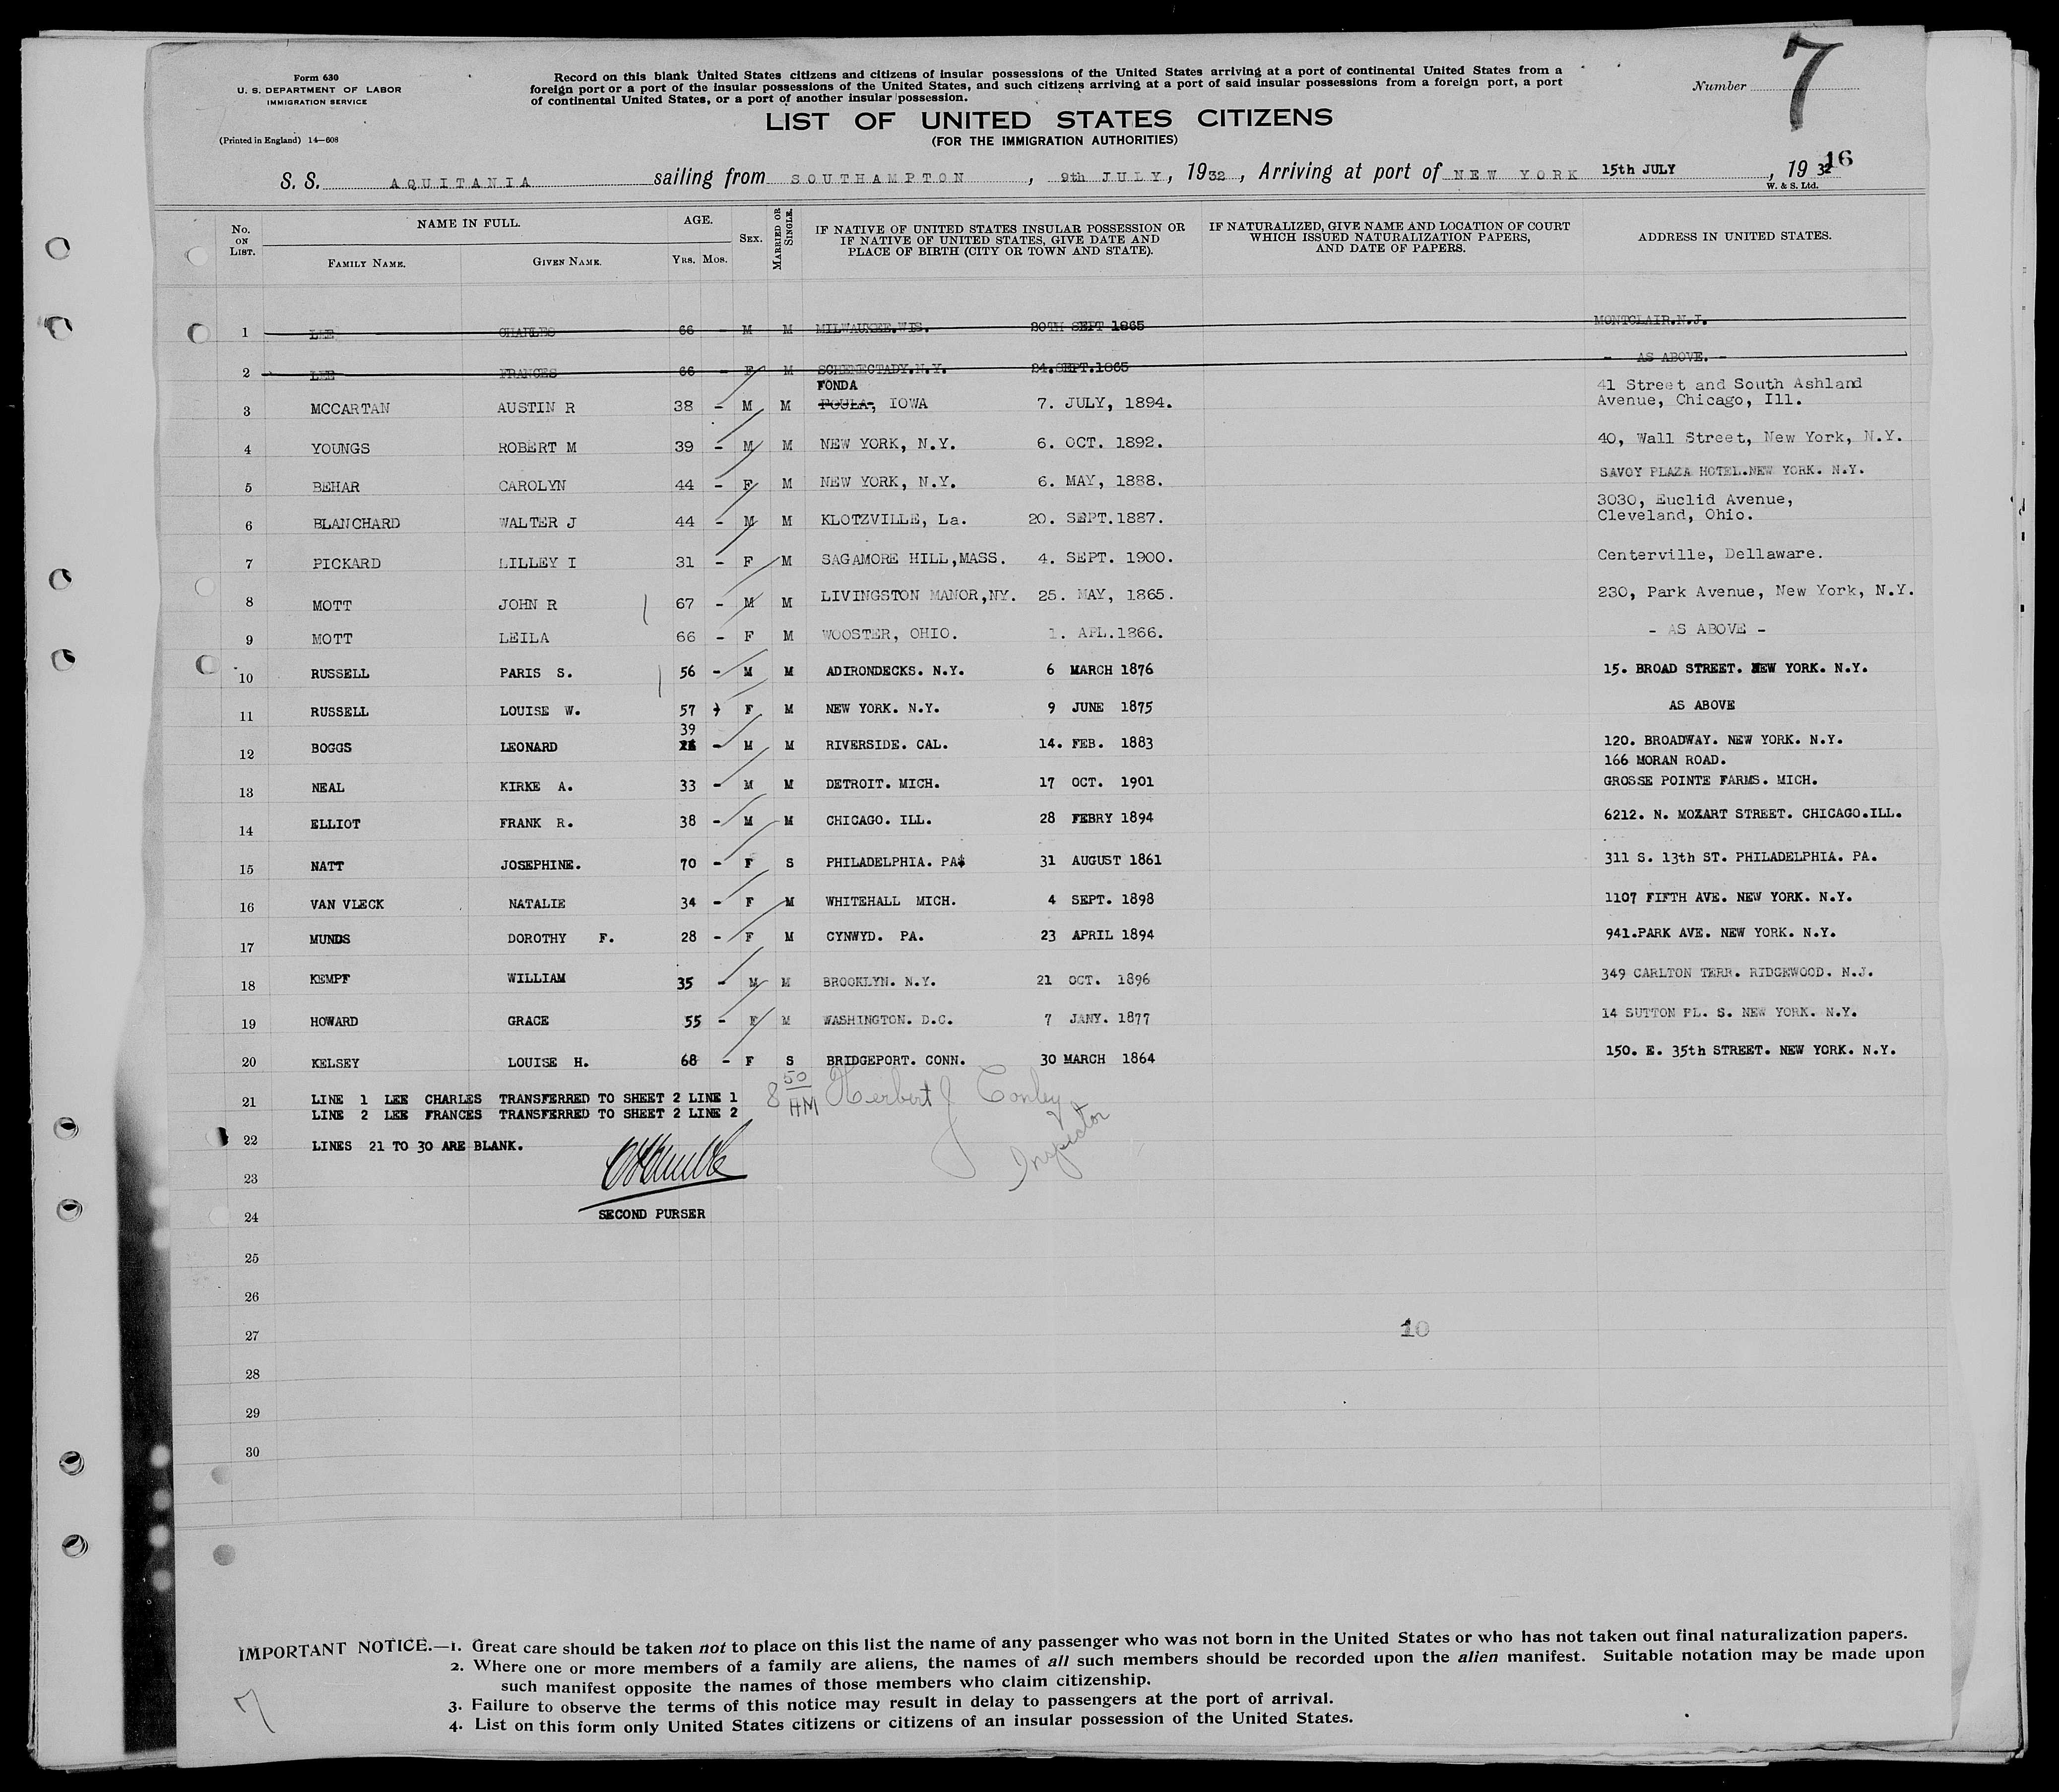 Form 630
U. S. DEPARTMENT OF LABOR
IMMIGRATION SERVICE
(Printed in England) 14—608
Record on this blank United States citizens and citizens of insular possessions of the United States arriving at a port of continental United States from a
foreign port or a port of the insular possessions of the United States, and such citizens arriving at a port of said insular possessions from a foreign port, a port
of continental United States, or a port of another insular possession.
Number 7
LIST OF UNITED STATES CITIZENS
(FOR THE IMMIGRATION AUTHORITIES)
S. S. AQUITANIA sailing from SOUTHAMPTON, 9th JULY, 1932, Arriving at port of NEW YORK 15th JULY, 1932 16
W. & S. Ltd.
No. ON LIST. NAME IN FULL. FAMILY NAME. GIVEN NAME. AGE. YRS. MOS. SEX. MARRIED OR SINGLE. IF NATIVE OF UNITED STATES INSULAR POSSESSION OR IF NATIVE OF UNITED STATES, GIVE DATE AND PLACE OF BIRTH (CITY OR TOWN AND STATE). IF NATURALIZED, GIVE NAME AND LOCATION OF COURT WHICH ISSUED NATURALIZATION PAPERS, AND DATE OF PAPERS. ADDRESS IN UNITED STATES.
1 LEE CHARLES 66 - M M MILWAUKEE.WIS. 20TH SEPT 1865 MONTCLAIR.N.J.
2 LEE FRANCES 66 - F M SCHENECTADY.N.Y. 24.SEPT.1865 - AS ABOVE. -
FONDA
3 MCCARTAN AUSTIN R 38 - M M FOULA, IOWA 7. JULY, 1894. 41 Street and South Ashland
Avenue, Chicago, Ill.
4 YOUNGS ROBERT M 39 - M M NEW YORK, N.Y. 6. OCT. 1892. 40, Wall Street, New York, N.Y.
5 BEHAR CAROLYN 44 - F M NEW YORK, N.Y. 6. MAY, 1888. SAVOY PLAZA HOTEL.NEW YORK. N.Y.
6 BLANCHARD WALTER J 44 - M M KLOTZVILLE, La. 20. SEPT.1887. 3030, Euclid Avenue,
Cleveland, Ohio.
7 PICKARD LILLEY I 31 - F M SAGAMORE HILL,MASS. 4. SEPT. 1900. Centerville, Dellaware.
8 MOTT JOHN R 67 - M M LIVINGSTON MANOR,NY. 25. MAY, 1865. 230, Park Avenue, New York, N.Y.
9 MOTT LEILA 66 - F M WOOSTER, OHIO. 1. APL.1866. - AS ABOVE -
10 RUSSELL PARIS S. 56 - M M ADIRONDECKS. N.Y. 6 MARCH 1876 15. BROAD STREET. NEW YORK. N.Y.
11 RUSSELL LOUISE W. 57 F M NEW YORK. N.Y. 9 JUNE 1875 AS ABOVE
39
12 BOGGS LEONARD - M M RIVERSIDE. CAL. 14. FEB. 1883 120. BROADWAY. NEW YORK. N.Y.
166 MORAN ROAD.
13 NEAL KIRKE A. 33 - M M DETROIT. MICH. 17 OCT. 1901 GROSSE POINTE FARMS. MICH.
14 ELLIOT FRANK R. 38 - M M CHICAGO. ILL. 28 FEBRY 1894 6212. N. MOZART STREET. CHICAGO.ILL.
15 NATT JOSEPHINE. 70 - F S PHILADELPHIA. PA. 31 AUGUST 1861 311 S. 13th ST. PHILADELPHIA. PA.
16 VAN VLECK NATALIE 34 - F M WHITEHALL MICH. 4 SEPT. 1898 1107 FIFTH AVE. NEW YORK. N.Y.
17 MUNDS DOROTHY F. 28 - F M CYNWYD. PA. 23 APRIL 1894 941.PARK AVE. NEW YORK. N.Y.
18 KEMPF WILLIAM 35 - M M BROOKLYN. N.Y. 21 OCT. 1896 349 CARLTON TERR. RIDGEWOOD. N.J.
19 HOWARD GRACE 55 - F M WASHINGTON. D.C. 7 JANY. 1877 14 SUTTON PL. S. NEW YORK. N.Y.
20 KELSEY LOUISE H. 68 - F S BRIDGEPORT. CONN. 30 MARCH 1864 150. E. 35th STREET. NEW YORK. N.Y.
21 LINE 1 LEE CHARLES TRANSFERRED TO SHEET 2 LINE 1 8 50 AM Herbert J Conley
LINE 2 LEE FRANCES TRANSFERRED TO SHEET 2 LINE 2
Inspector
22 LINES 21 TO 30 ARE BLANK.
23
24 SECOND PURSER
25
26
27 10
28
29
30
IMPORTANT NOTICE.—1. Great care should be taken not to place on this list the name of any passenger who was not born in the United States or who has not taken out final naturalization papers.
2. Where one or more members of a family are aliens, the names of all such members should be recorded upon the alien manifest. Suitable notation may be made upon
such manifest opposite the names of those members who claim citizenship.
3. Failure to observe the terms of this notice may result in delay to passengers at the port of arrival.
4. List on this form only United States citizens or citizens of an insular possession of the United States.
7